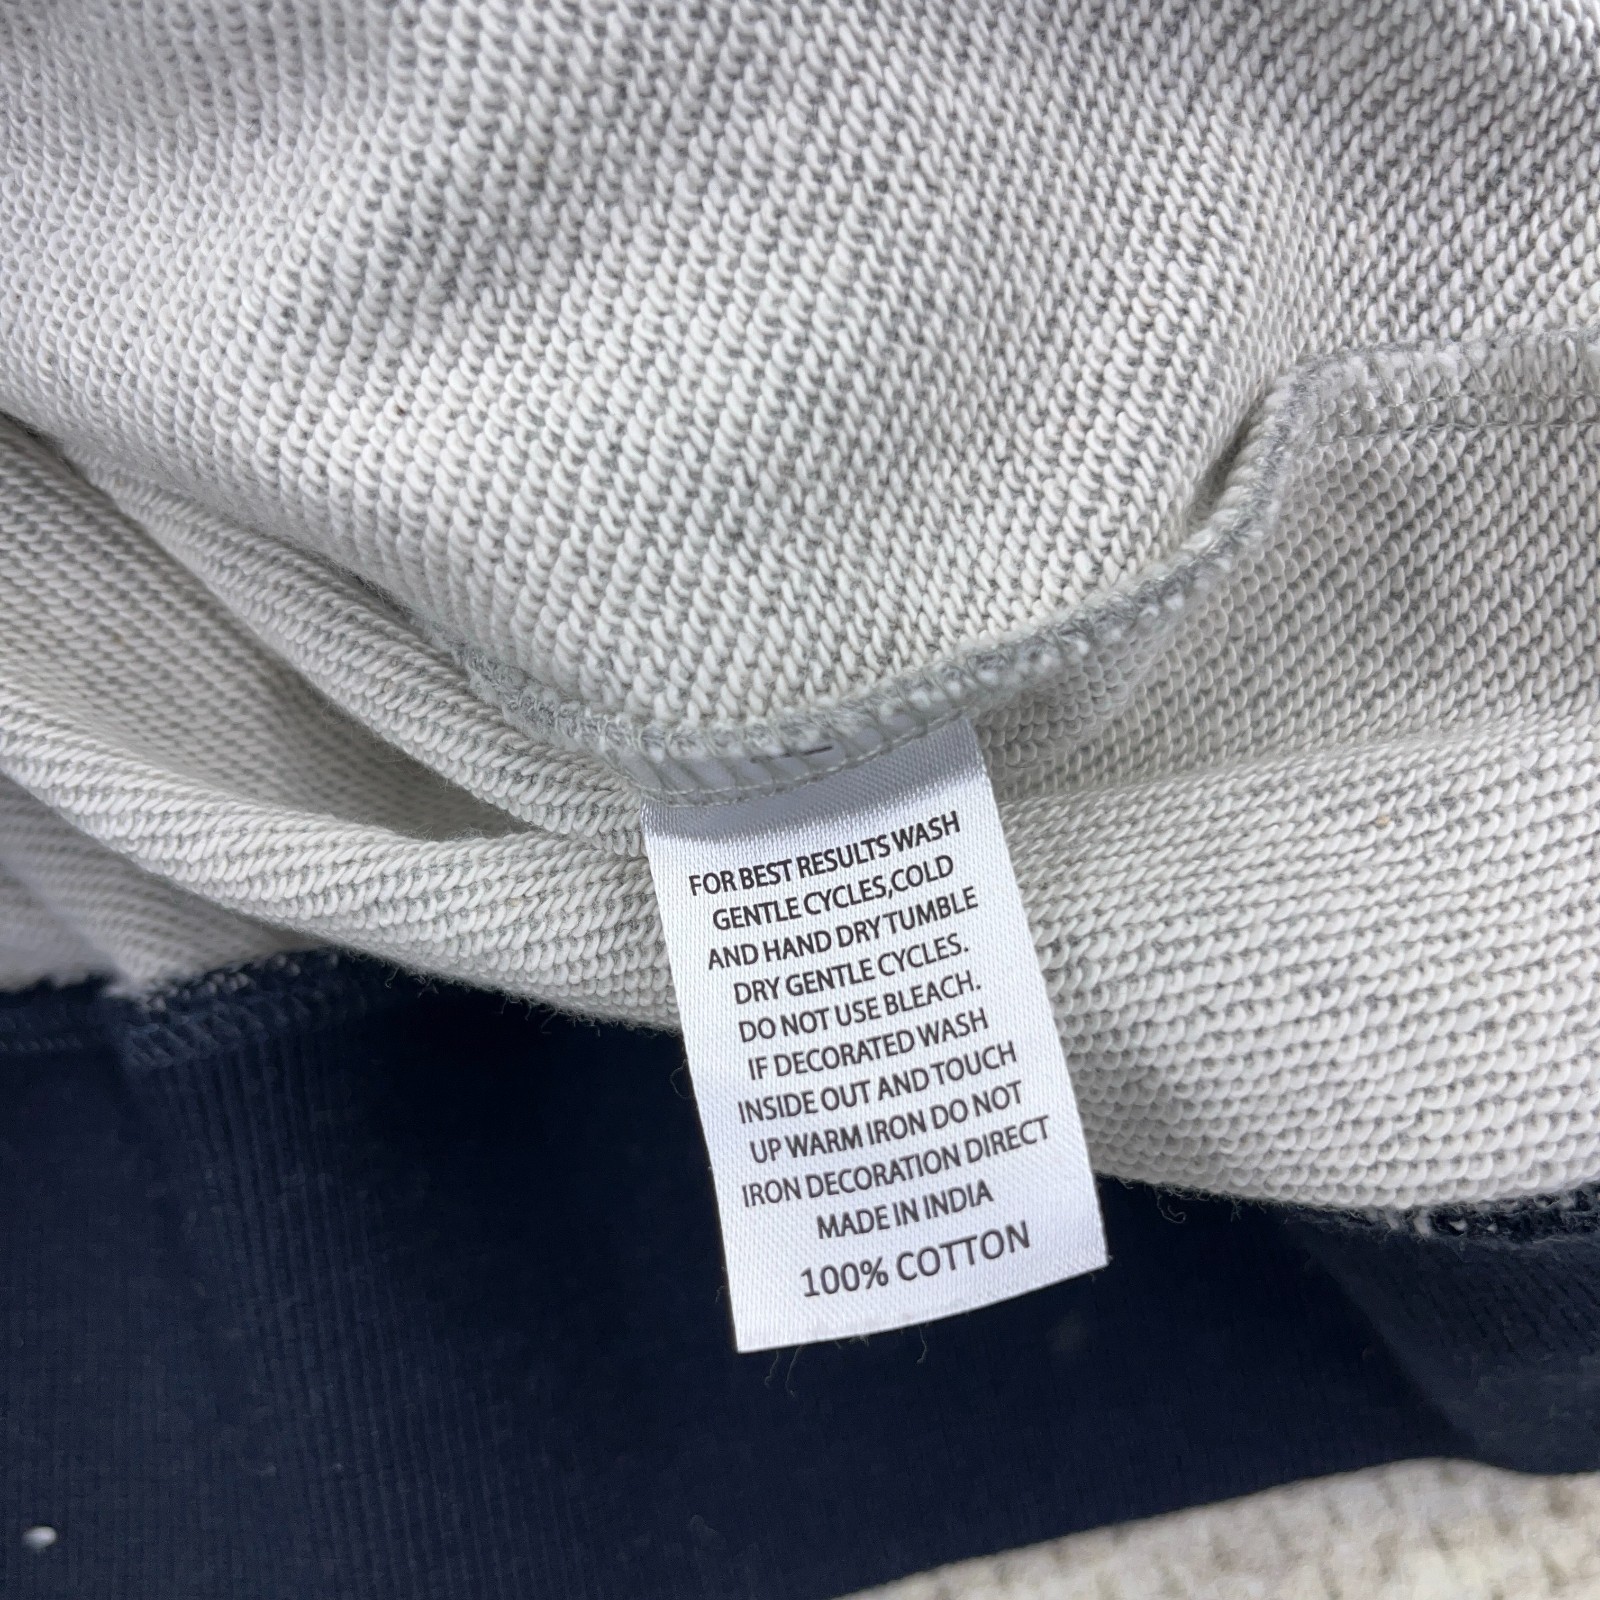 FOR BEST RESULTS WASH
GENTLE CYCLES,COLD
AND HAND DRY TUMBLE
DRY GENTLE CYCLES.
DO NOT USE BLEACH.
IF DECORATED WASH
INSIDE OUT AND TOUCH
UP WARM IRON DO NOT
IRON DECORATION DIRECT
MADE IN INDIA
100% COTTON